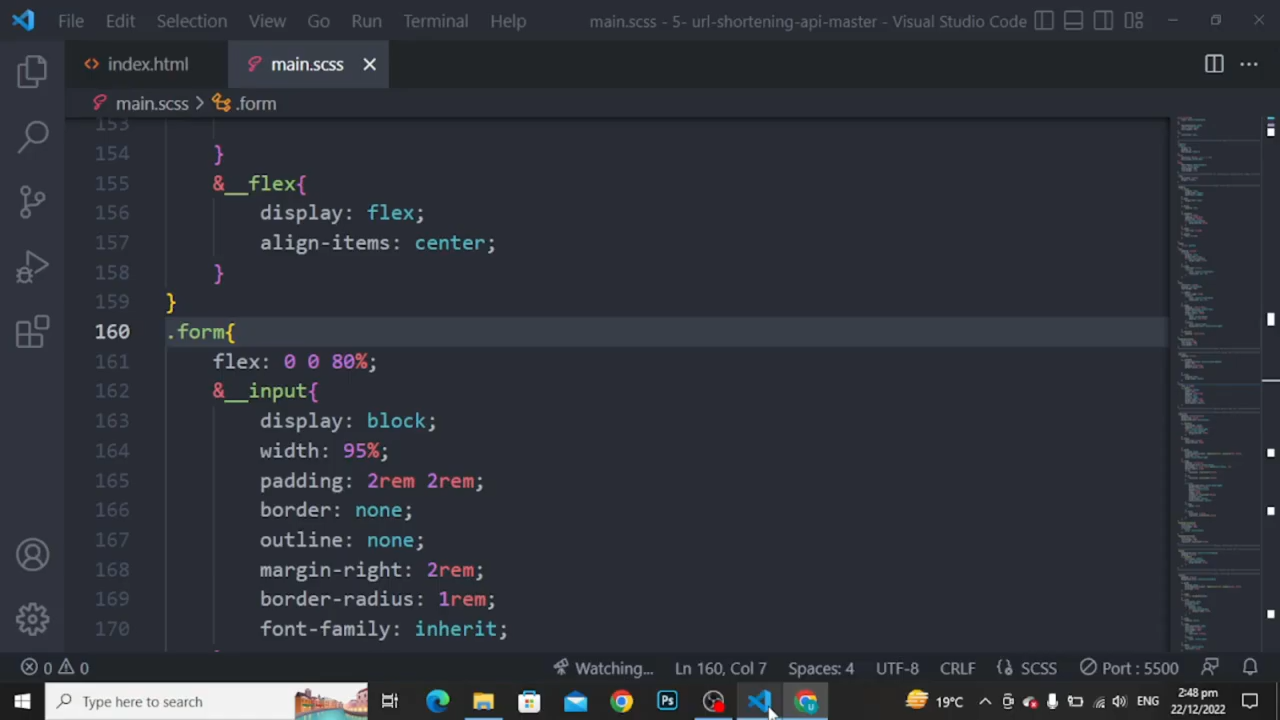 File Edit Selection View Go Run Terminal Help main.scss - 5- url-shortening-api-master - Visual Studio Code
index.html main.scss
main.scss > .form
153
154 }
155 &__flex{
156 display: flex;
157 align-items: center;
158 }
159 }
160 .form{
161 flex: 0 0 80%;
162 &__input{
163 display: block;
164 width: 95%;
165 padding: 2rem 2rem;
166 border: none;
167 outline: none;
168 margin-right: 2rem;
169 border-radius: 1rem;
170 font-family: inherit;
0 0 Watching... Ln 160, Col 7 Spaces: 4 UTF-8 CRLF SCSS Port : 5500
Type here to search Ps 19°C ENG 2:48 pm
22/12/2022